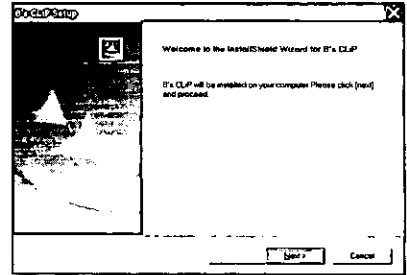 B's CLiP Setup
Welcome to the InstallShield Wizard for B's CLiP
B's CLiP will be installed on your computer Please click [next]
and proceed.
Next >
Cancel